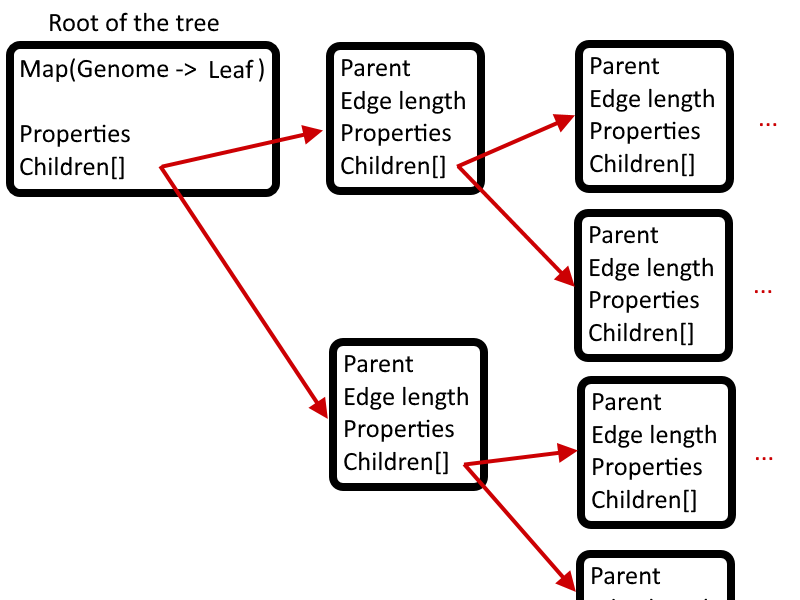 Root of the tree
Map(Genome -> Leaf)
Properties
Children[]
Parent
Edge length
Properties
Children[]
Parent
Edge length
Properties
Children[]
...
Parent
Edge length
Properties
Children[]
...
Parent
Edge length
Properties
Children[]
Parent
Edge length
Properties
Children[]
...
Parent